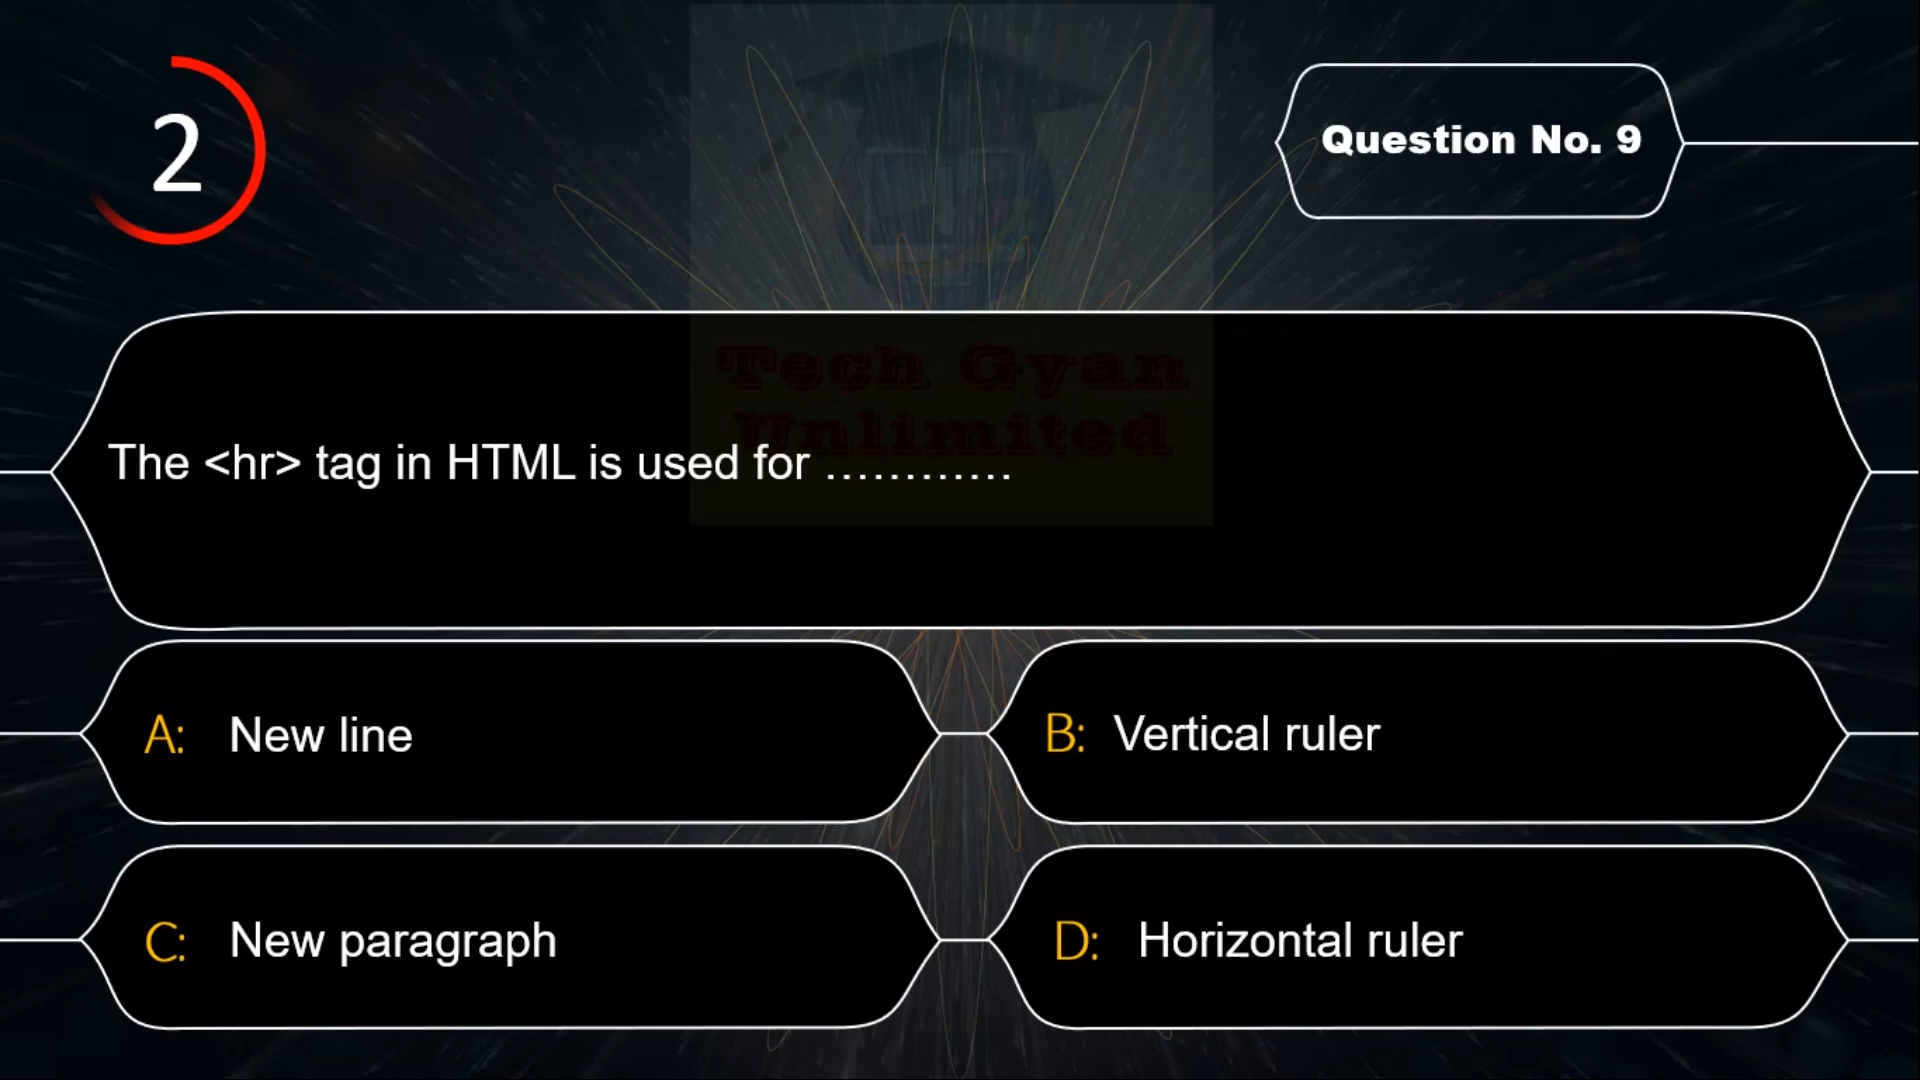 2
Question No. 9
Tech Gyan
Unlimited
The <hr> tag in HTML is used for ............
A: New line
B: Vertical ruler
C: New paragraph
D: Horizontal ruler